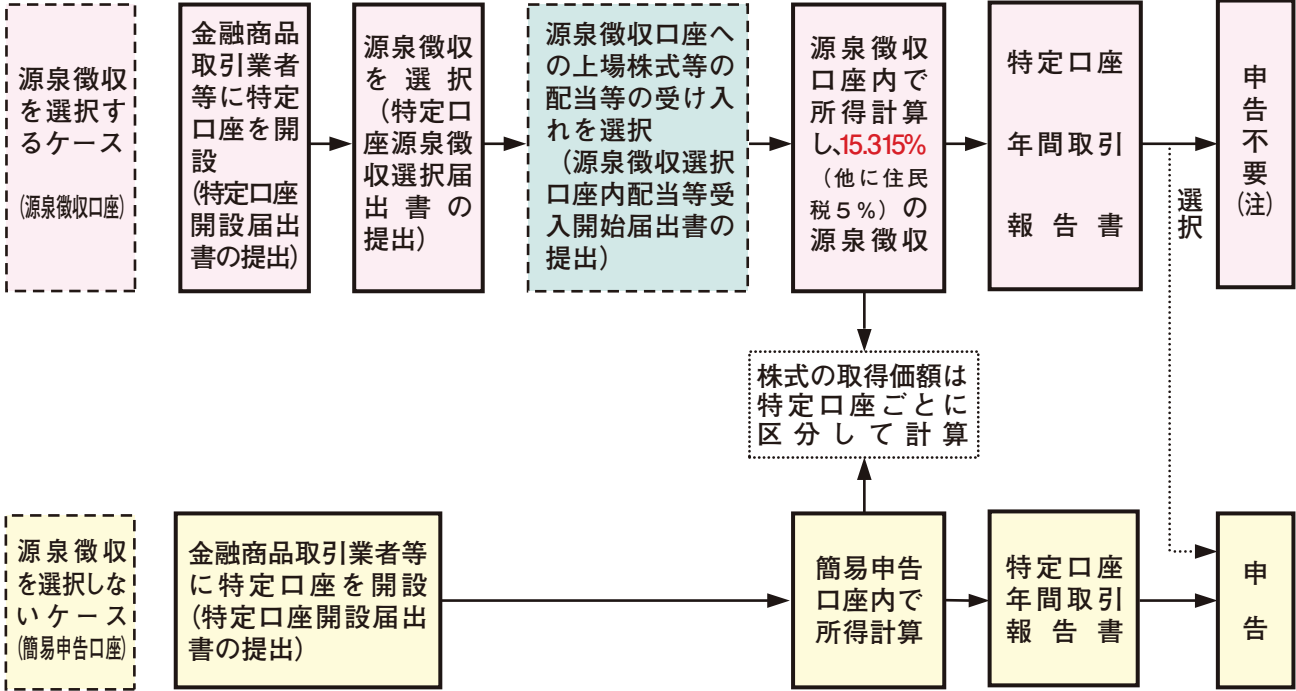 源泉徴収
を選択す
るケース
(源泉徴収口座)
金融商品
取引業者
等に特定
口座を開
設
(特定口座
開設届出
書の提出)
源泉徴収
を選択
(特定口
座源泉徴
収選択届
出書の
提出)
源泉徴収口座へ
の上場株式等の
配当等の受け入
れを選択
(源泉徴収選択
口座内配当等受
入開始届出書の
提出)
源泉徴収
口座内で
所得計算
し、15.315%
(他に住民
税5%)の
源泉徴収
特定口座
年間取引
報告書
選択
申告不要(注)
株式の取得価額は
特定口座ごとに
区分して計算
源泉徴収
を選択しな
いケース
(簡易申告口座)
金融商品取引業者等
に特定口座を開設
(特定口座開設届出
書の提出)
簡易申告
口座内で
所得計算
特定口座
年間取引
報告書
申告